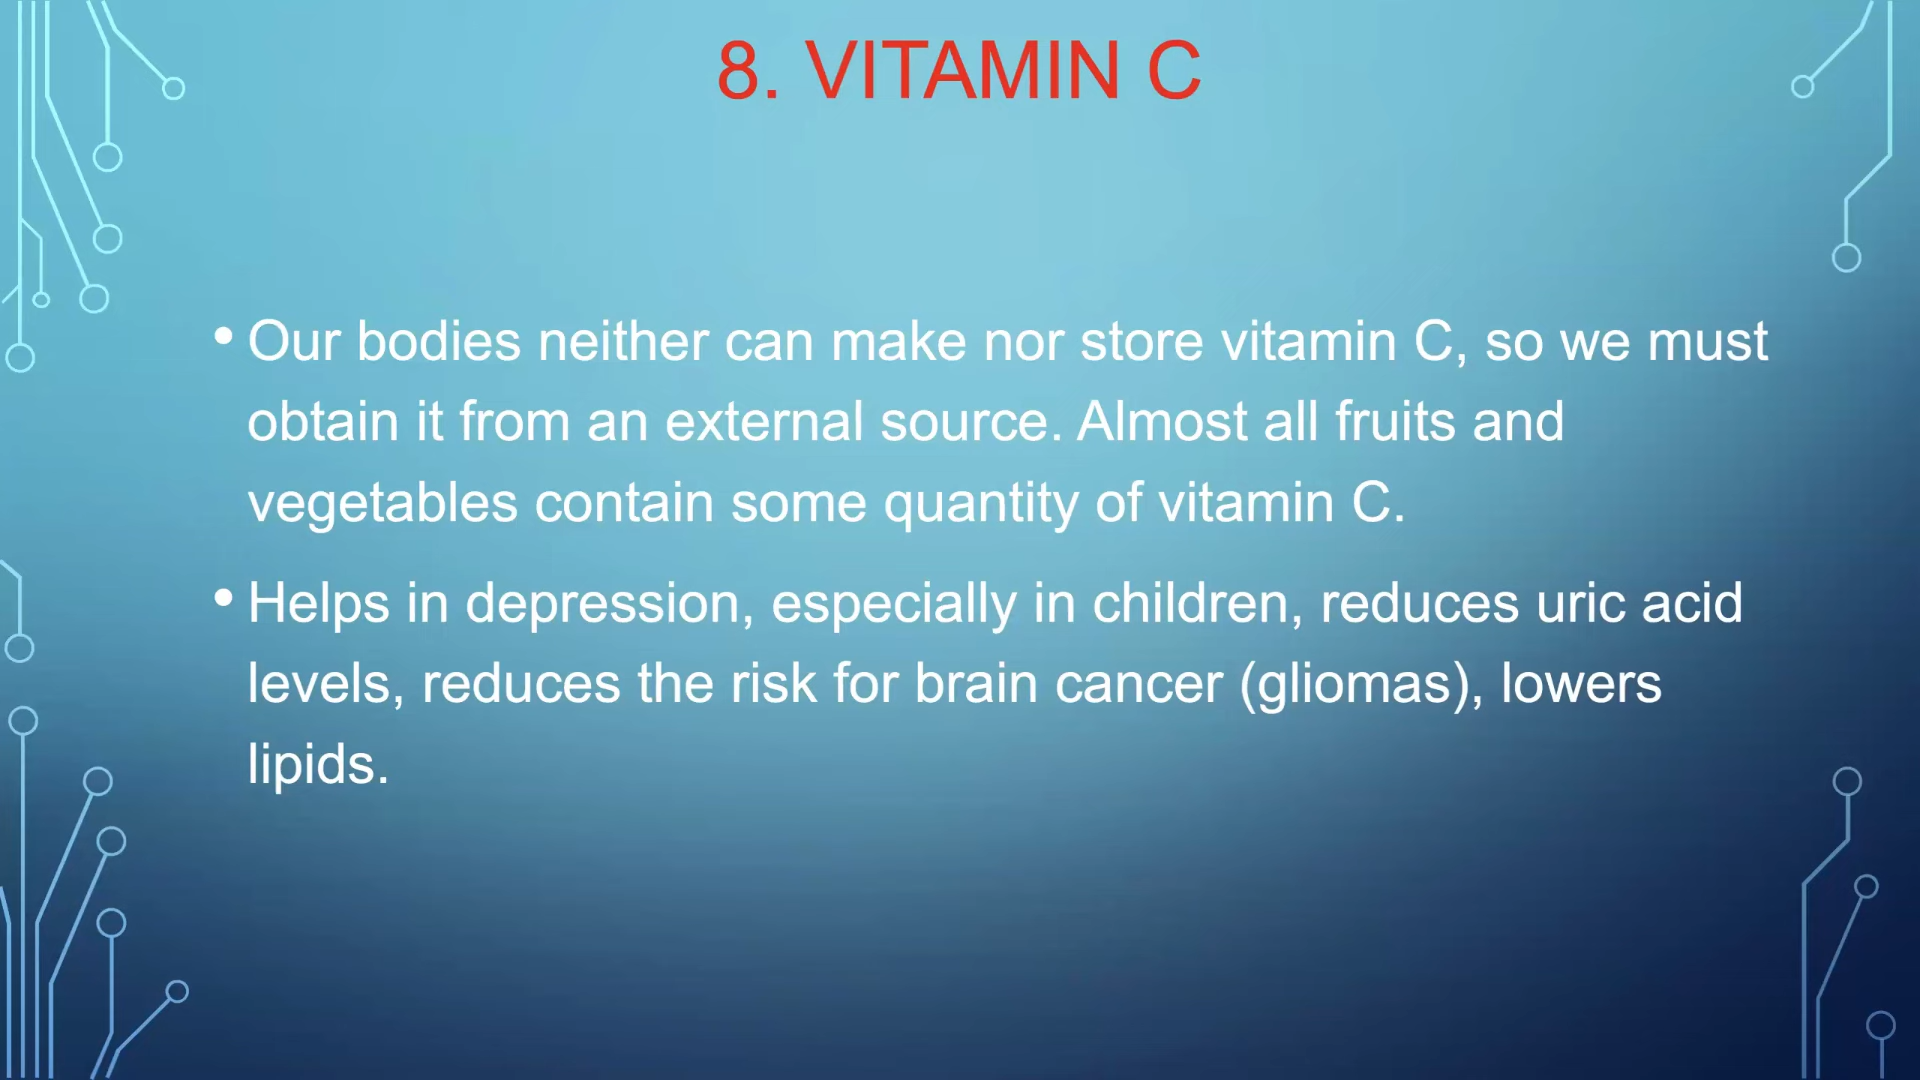 8. VITAMIN C
• Our bodies neither can make nor store vitamin C, so we must
obtain it from an external source. Almost all fruits and
vegetables contain some quantity of vitamin C.
• Helps in depression, especially in children, reduces uric acid
levels, reduces the risk for brain cancer (gliomas), lowers
lipids.